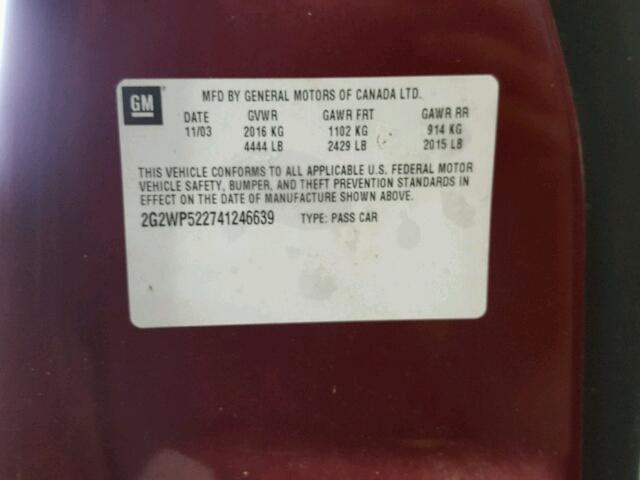 GM
MFD BY GENERAL MOTORS OF CANADA LTD.
DATE GVWR GAWR FRT GAWR RR
11/03 2016 KG 1102 KG 914 KG
4444 LB 2429 LB 2015 LB
THIS VEHICLE CONFORMS TO ALL APPLICABLE U.S. FEDERAL MOTOR
VEHICLE SAFETY, BUMPER, AND THEFT PREVENTION STANDARDS IN
EFFECT ON THE DATE OF MANUFACTURE SHOWN ABOVE.
2G2WP522741246639 TYPE: PASS CAR